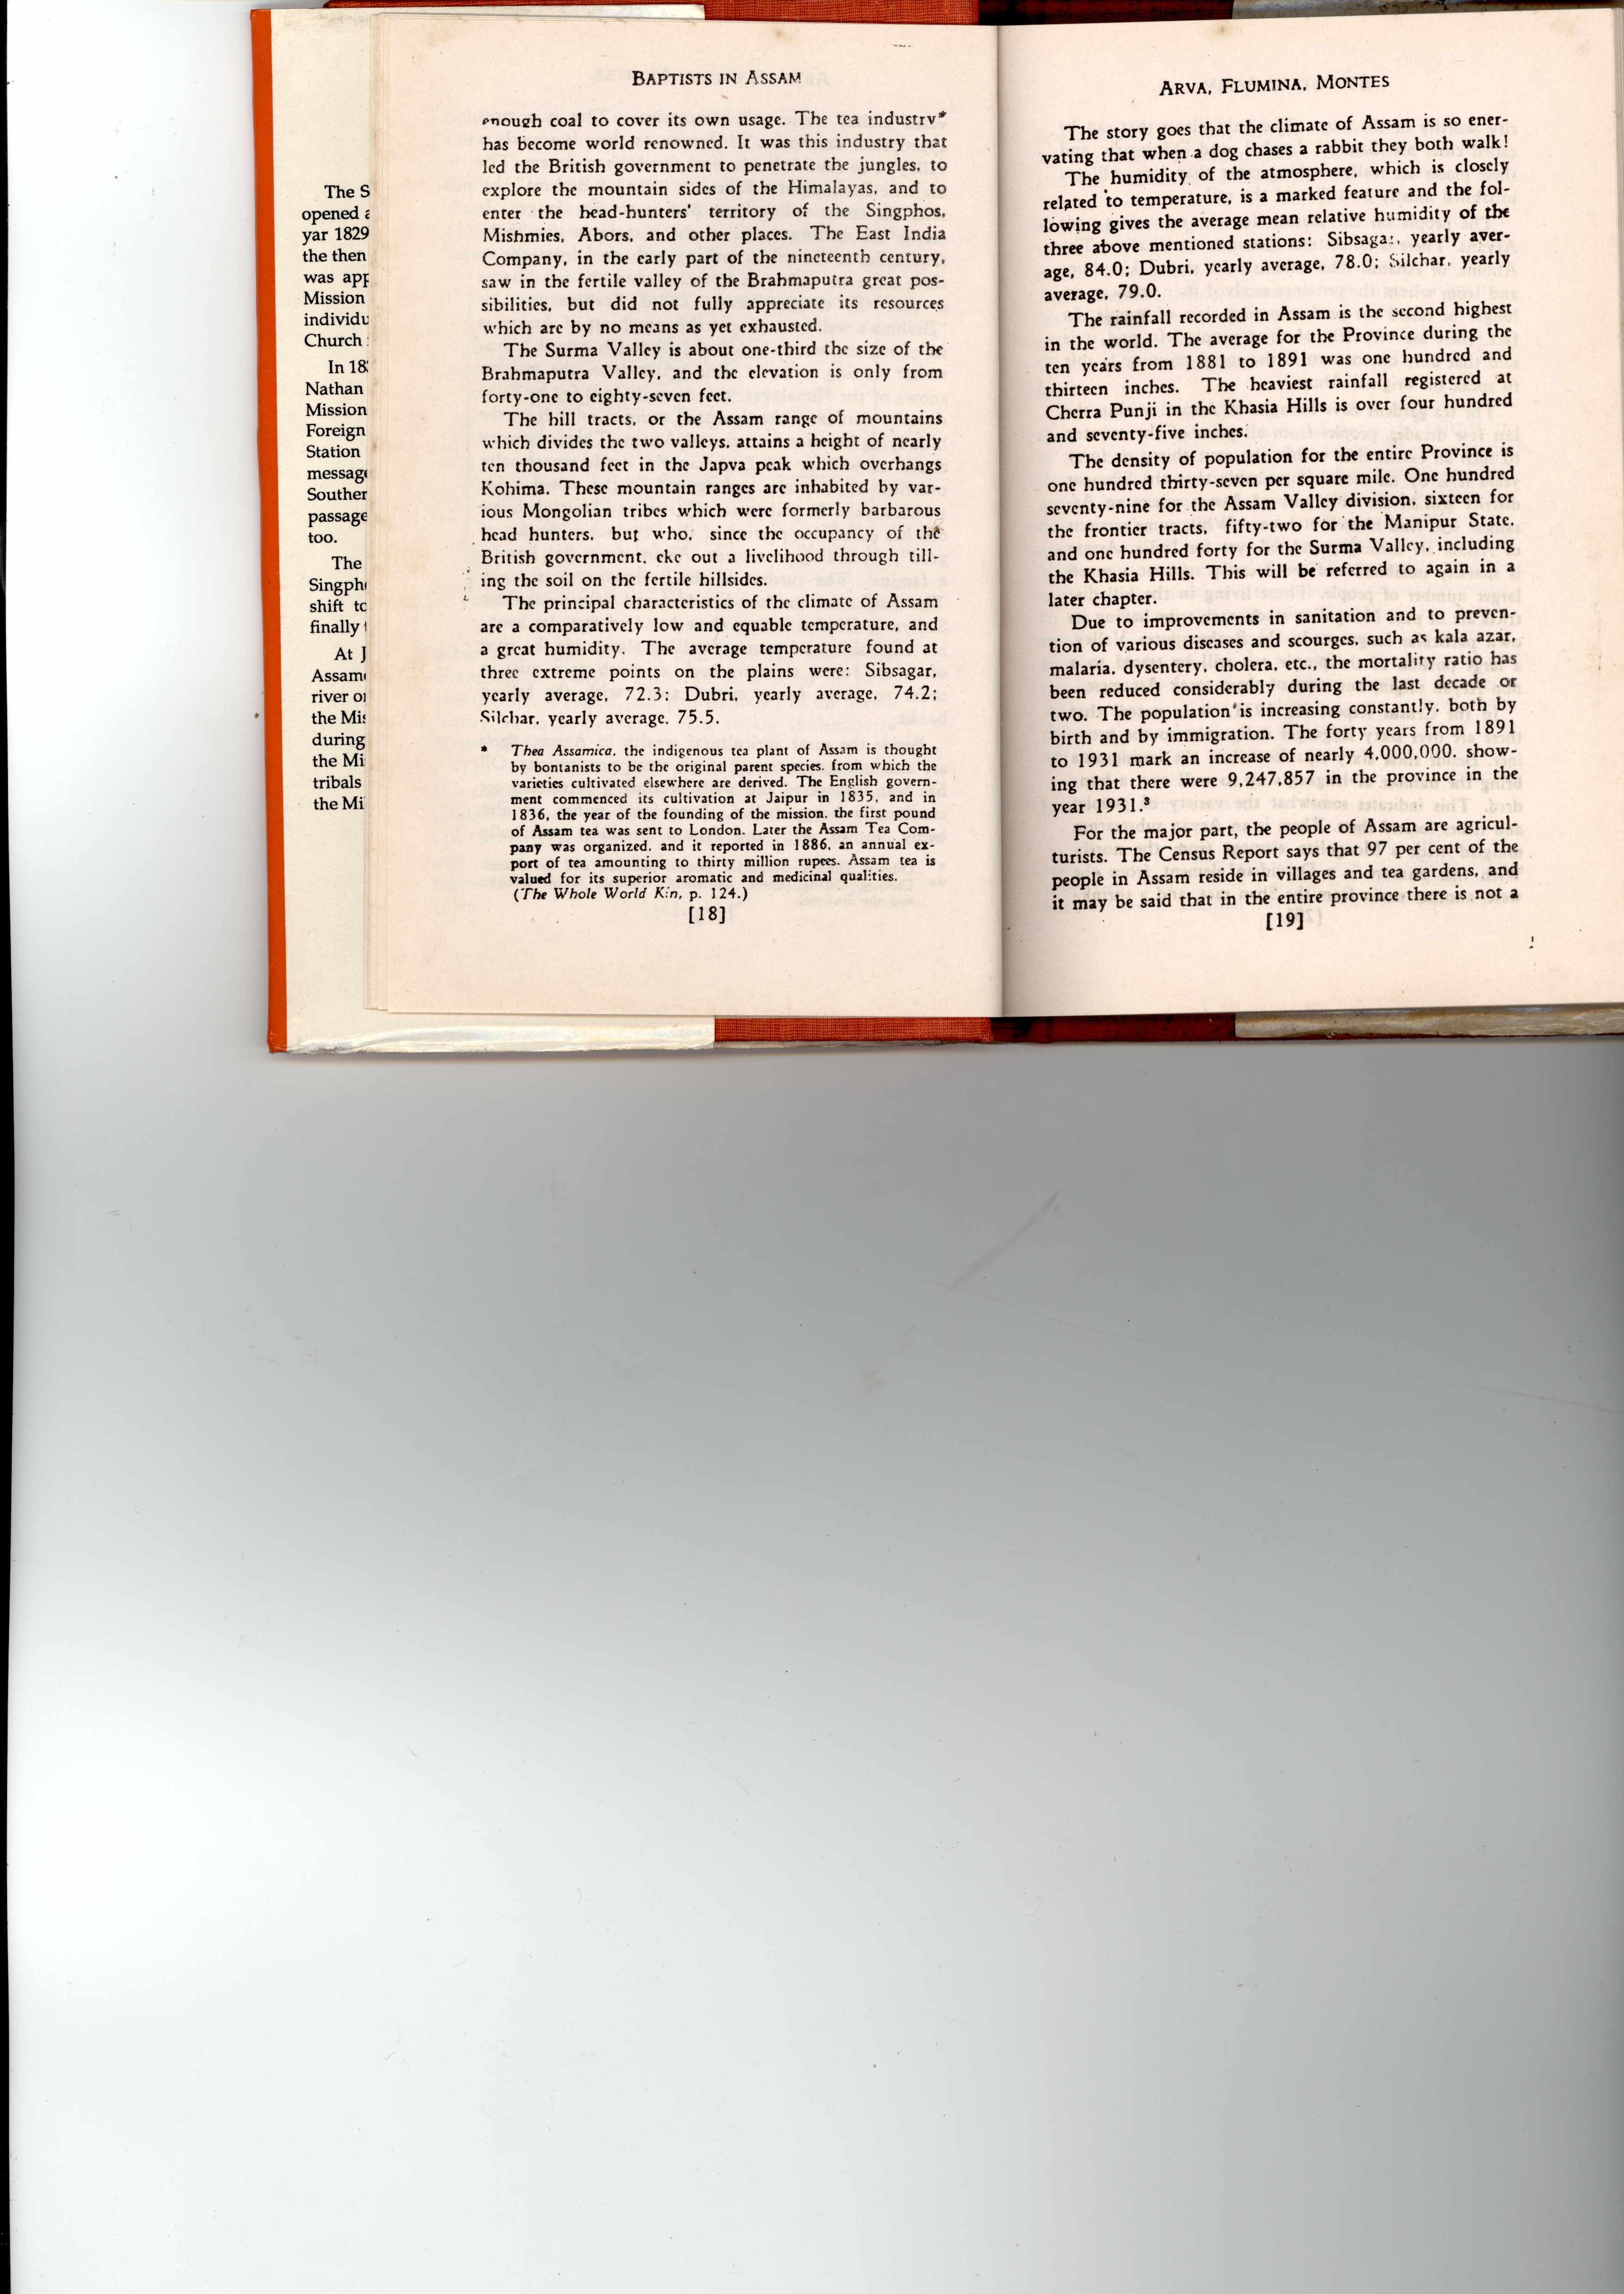 The S
opened a
yar 1829
the then
was app
Mission
individu
Church
In 18
Nathan
Mission
Foreign
Station
message
Souther
passage
too.
The
Singph
shift to
finally
At J
Assam
river o
the Mis
during
the Mi
tribals
the Mi
BAPTISTS IN ASSAM
enough coal to cover its own usage. The tea industry*
has become world renowned. It was this industry that
led the British government to penetrate the jungles, to
explore the mountain sides of the Himalayas, and to
enter the head-hunters' territory of the Singphos,
Mishmies, Abors, and other places. The East India
Company, in the early part of the nineteenth century,
saw in the fertile valley of the Brahmaputra great pos-
sibilities, but did not fully appreciate its resources
which are by no means as yet exhausted.
The Surma Valley is about one-third the size of the
Brahmaputra Valley, and the elevation is only from
forty-one to eighty-seven feet.
The hill tracts, or the Assam range of mountains
which divides the two valleys, attains a height of nearly
ten thousand feet in the Japva peak which overhangs
Kohima. These mountain ranges are inhabited by var-
ious Mongolian tribes which were formerly barbarous
head hunters, but who, since the occupancy of the
British government, eke out a livelihood through till-
ing the soil on the fertile hillsides.
The principal characteristics of the climate of Assam
are a comparatively low and equable temperature, and
a great humidity. The average temperature found at
three extreme points on the plains were: Sibsagar,
yearly average, 72.3; Dubri, yearly average, 74.2;
Silchar, yearly average, 75.5.
* Thea Assamica, the indigenous tea plant of Assam is thought
by bontanists to be the original parent species, from which the
varieties cultivated elsewhere are derived. The English govern-
ment commenced its cultivation at Jaipur in 1835, and in
1836, the year of the founding of the mission, the first pound
of Assam tea was sent to London. Later the Assam Tea Com-
pany was organized, and it reported in 1886, an annual ex-
port of tea amounting to thirty million rupees. Assam tea is
valued for its superior aromatic and medicinal qualities.
(The Whole World Kin, p. 124.)
[18]
ARVA, FLUMINA, MONTES
The story goes that the climate of Assam is so ener-
vating that when a dog chases a rabbit they both walk!
The humidity of the atmosphere, which is closely
related to temperature, is a marked feature and the fol-
lowing gives the average mean relative humidity of the
three above mentioned stations: Sibsagar, yearly aver-
age, 84.0; Dubri, yearly average, 78.0; Silchar, yearly
average, 79.0.
The rainfall recorded in Assam is the second highest
in the world. The average for the Province during the
ten years from 1881 to 1891 was one hundred and
thirteen inches. The heaviest rainfall registered at
Cherra Punji in the Khasia Hills is over four hundred
and seventy-five inches.
The density of population for the entire Province is
one hundred thirty-seven per square mile. One hundred
seventy-nine for the Assam Valley division, sixteen for
the frontier tracts, fifty-two for the Manipur State,
and one hundred forty for the Surma Valley, including
the Khasia Hills. This will be referred to again in a
later chapter.
Due to improvements in sanitation and to preven-
tion of various diseases and scourges, such as kala azar,
malaria, dysentery, cholera, etc., the mortality ratio has
been reduced considerably during the last decade or
two. The population is increasing constantly, both by
birth and by immigration. The forty years from 1891
to 1931 mark an increase of nearly 4,000,000, show-
ing that there were 9,247,857 in the province in the
year 1931.³
For the major part, the people of Assam are agricul-
turists. The Census Report says that 97 per cent of the
people in Assam reside in villages and tea gardens, and
it may be said that in the entire province there is not a
[19]